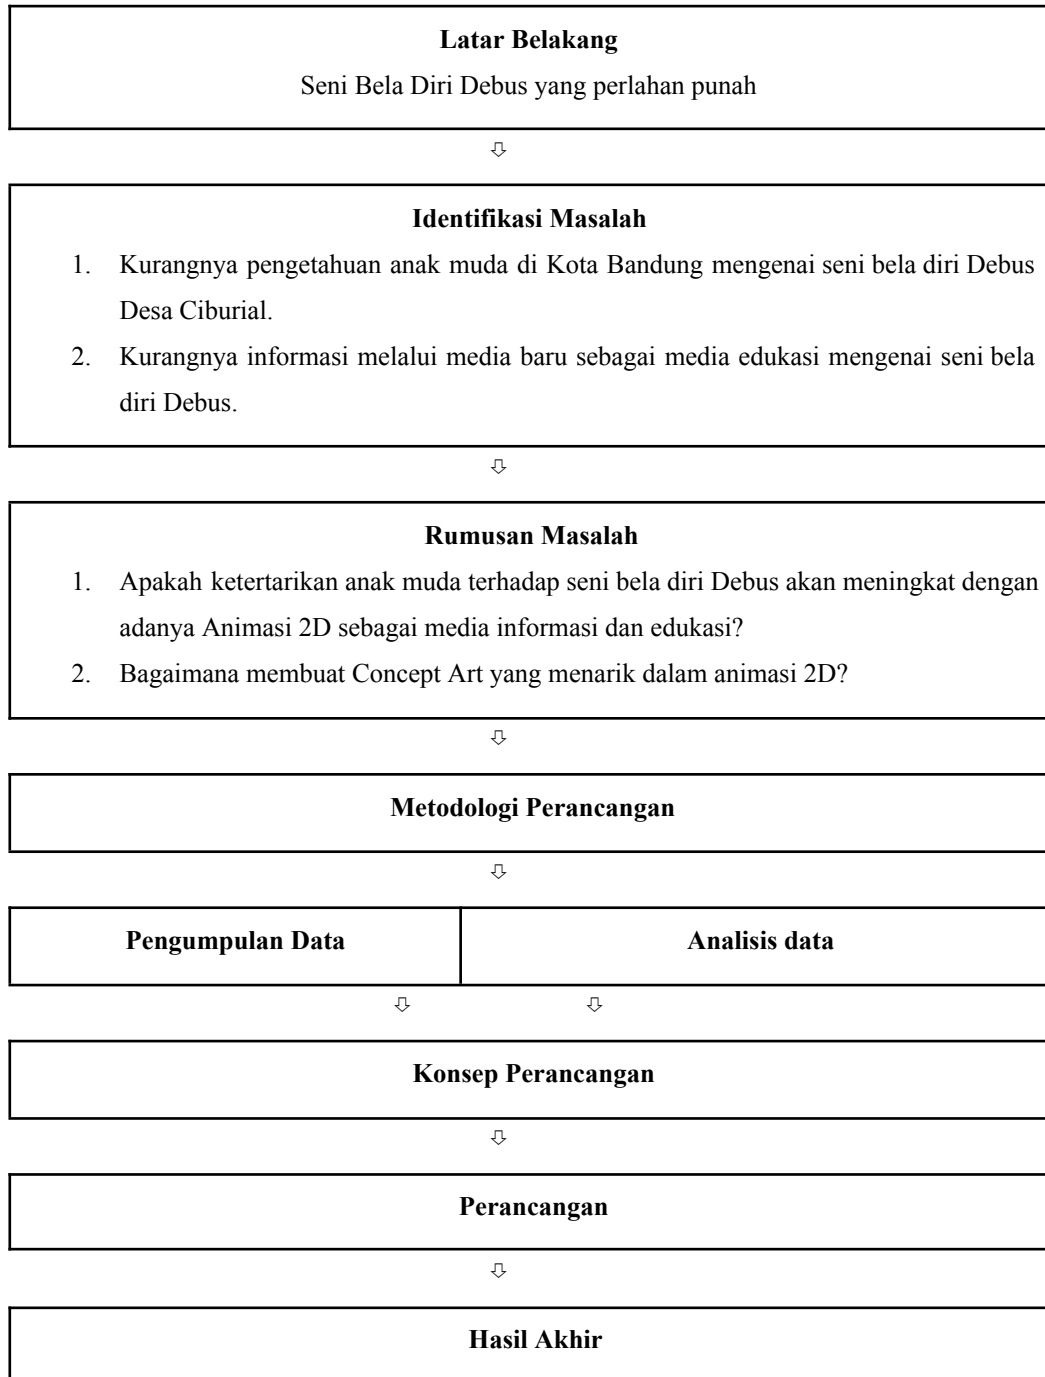 Latar Belakang
Seni Bela Diri Debus yang perlahan punah
⇩
Identifikasi Masalah
1. Kurangnya pengetahuan anak muda di Kota Bandung mengenai seni bela diri Debus
Desa Ciburial.
2. Kurangnya informasi melalui media baru sebagai media edukasi mengenai seni bela
diri Debus.
⇩
Rumusan Masalah
1. Apakah ketertarikan anak muda terhadap seni bela diri Debus akan meningkat dengan
adanya Animasi 2D sebagai media informasi dan edukasi?
2. Bagaimana membuat Concept Art yang menarik dalam animasi 2D?
⇩
Metodologi Perancangan
⇩
Pengumpulan Data
Analisis data
⇩ ⇩
Konsep Perancangan
⇩
Perancangan
⇩
Hasil Akhir